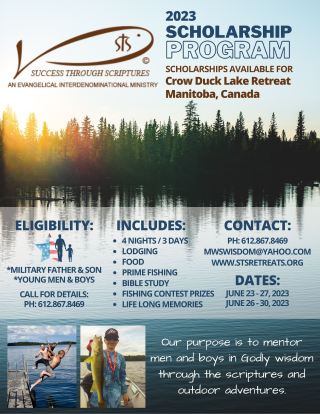 2023
SCHOLARSHIP
PROGRAM
STS
©
SUCCESS THROUGH SCRIPTURES
AN EVANGELICAL INTERDENOMINATIONAL MINISTRY
SCHOLARSHIPS AVAILABLE FOR
Crow Duck Lake Retreat
Manitoba, Canada
ELIGIBILITY:
*MILITARY FATHER & SON
*YOUNG MEN & BOYS
CALL FOR DETAILS:
PH: 612.867.8469
INCLUDES:
• 4 NIGHTS / 3 DAYS
• LODGING
• FOOD
• PRIME FISHING
• BIBLE STUDY
• FISHING CONTEST PRIZES
• LIFE LONG MEMORIES
CONTACT:
PH: 612.867.8469
MWSWISDOM@YAHOO.COM
WWW.STSRETREATS.ORG
DATES:
JUNE 23 - 27, 2023
JUNE 26 - 30, 2023
Our purpose is to mentor
men and boys in Godly wisdom
through the scriptures and
outdoor adventures.